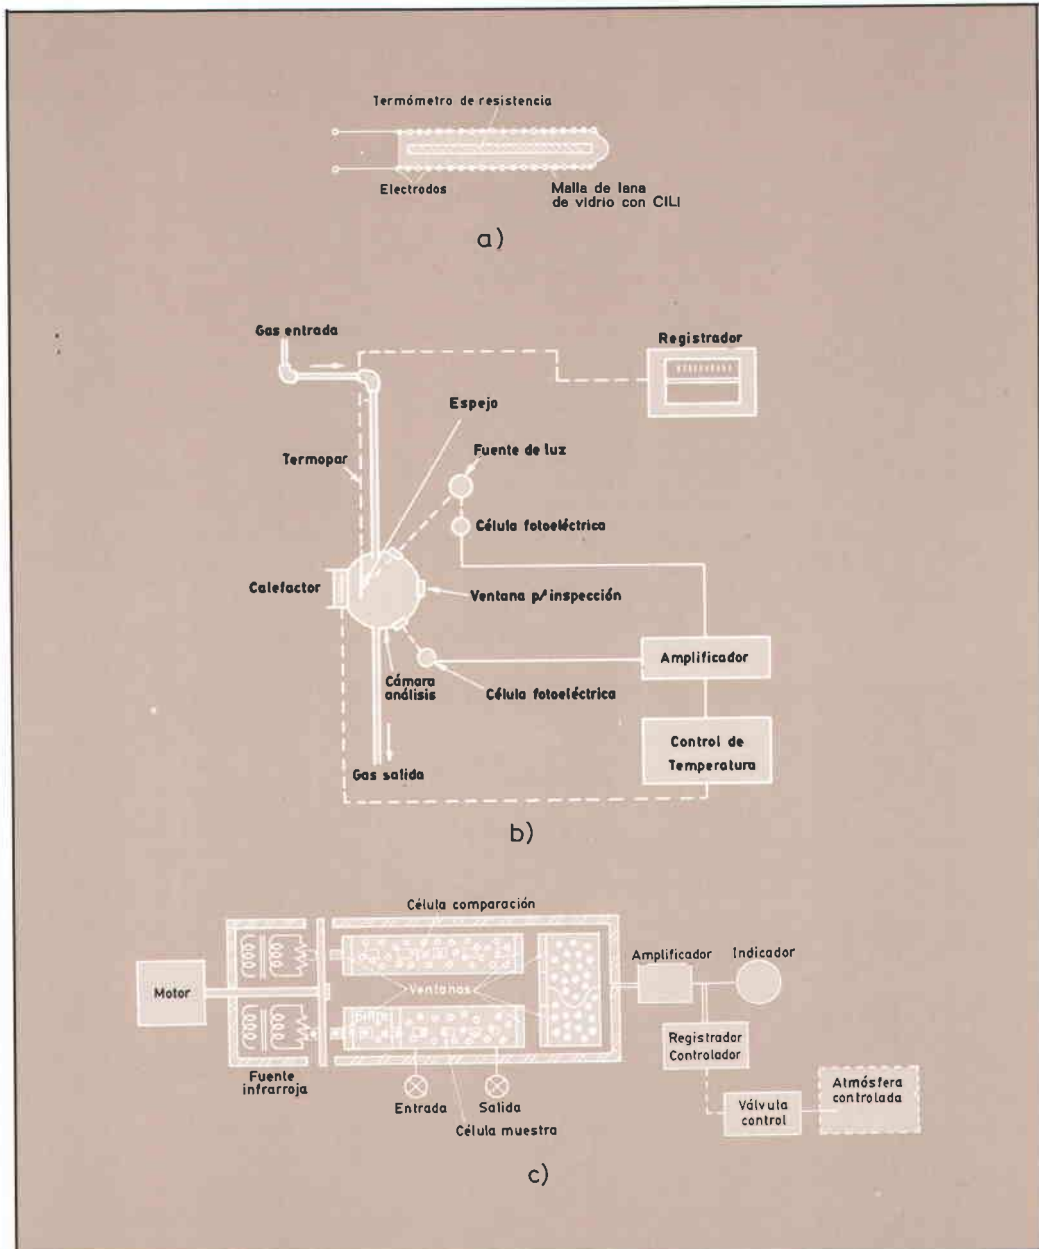 Termómetro de resistencia
Electrodos
Malla de lana
de vidrio con CILI
a)
Gas entrada
Registrador
Espejo
Fuente de luz
Termopar
Célula fotoeléctrica
Calefactor
Ventana p/inspección
Amplificador
Cámara
análisis
Célula fotoeléctrica
Control de
Temperatura
Gas salida
b)
Célula comparación
Amplificador
Indicador
Motor
Ventanas
Registrador
Controlador
Fuente
infrarroja
Entrada
Salida
Célula muestra
Válvula
control
Atmósfera
controlada
c)